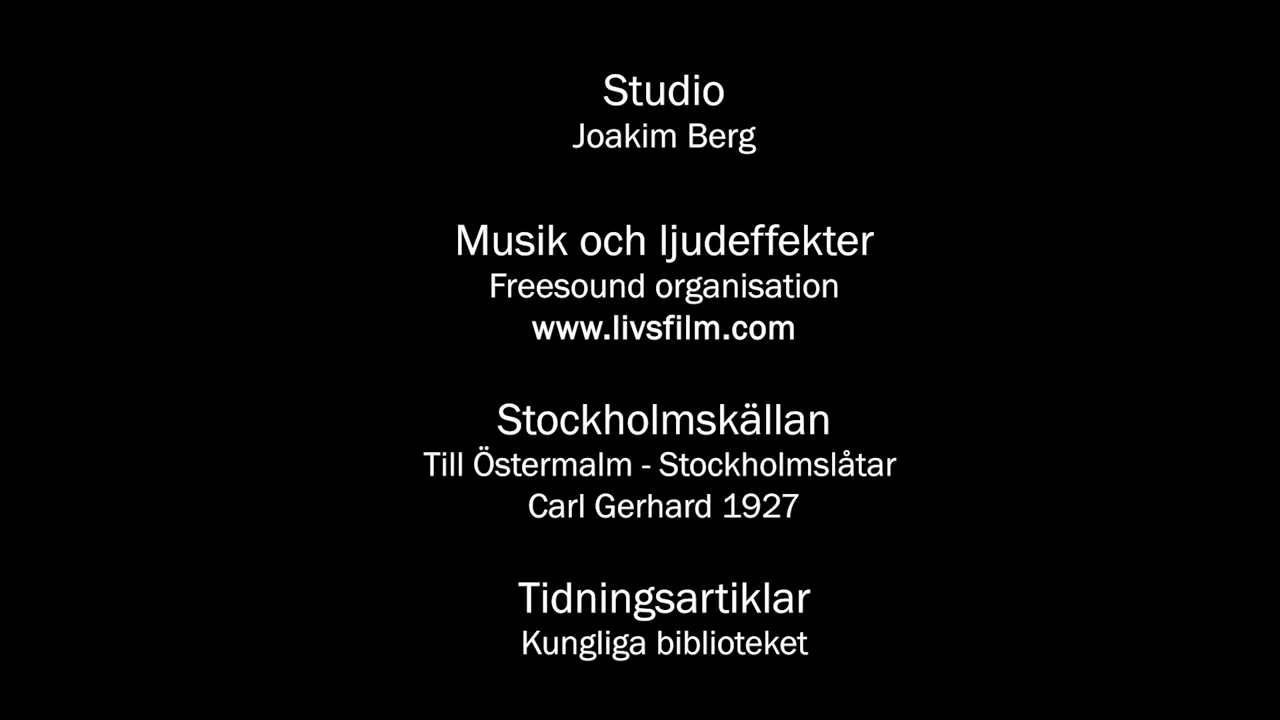 Studio
Joakim Berg
Musik och ljudeffekter
Freesound organisation
www.livsfilm.com
Stockholmskällan
Till Östermalm - Stockholmslåtar
Carl Gerhard 1927
Tidningsartiklar
Kungliga biblioteket